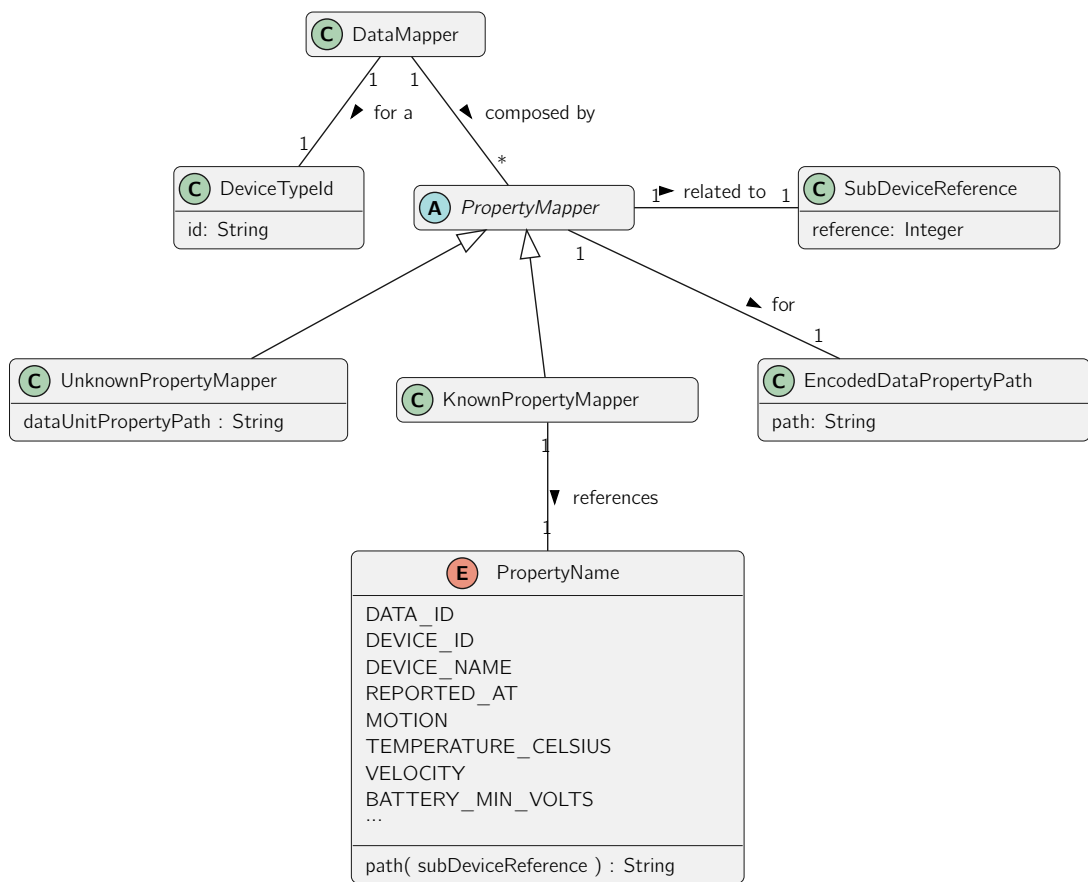 C DataMapper
1 1
for a
composed by
1
*
C DeviceTypeId
id: String
A PropertyMapper
1 related to 1
C SubDeviceReference
reference: Integer
1
for
1
C UnknownPropertyMapper
dataUnitPropertyPath : String
C KnownPropertyMapper
C EncodedDataPropertyPath
path: String
1
references
1
E PropertyName
DATA_ID
DEVICE_ID
DEVICE_NAME
REPORTED_AT
MOTION
TEMPERATURE_CELSIUS
VELOCITY
BATTERY_MIN_VOLTS
...
path( subDeviceReference ) : String